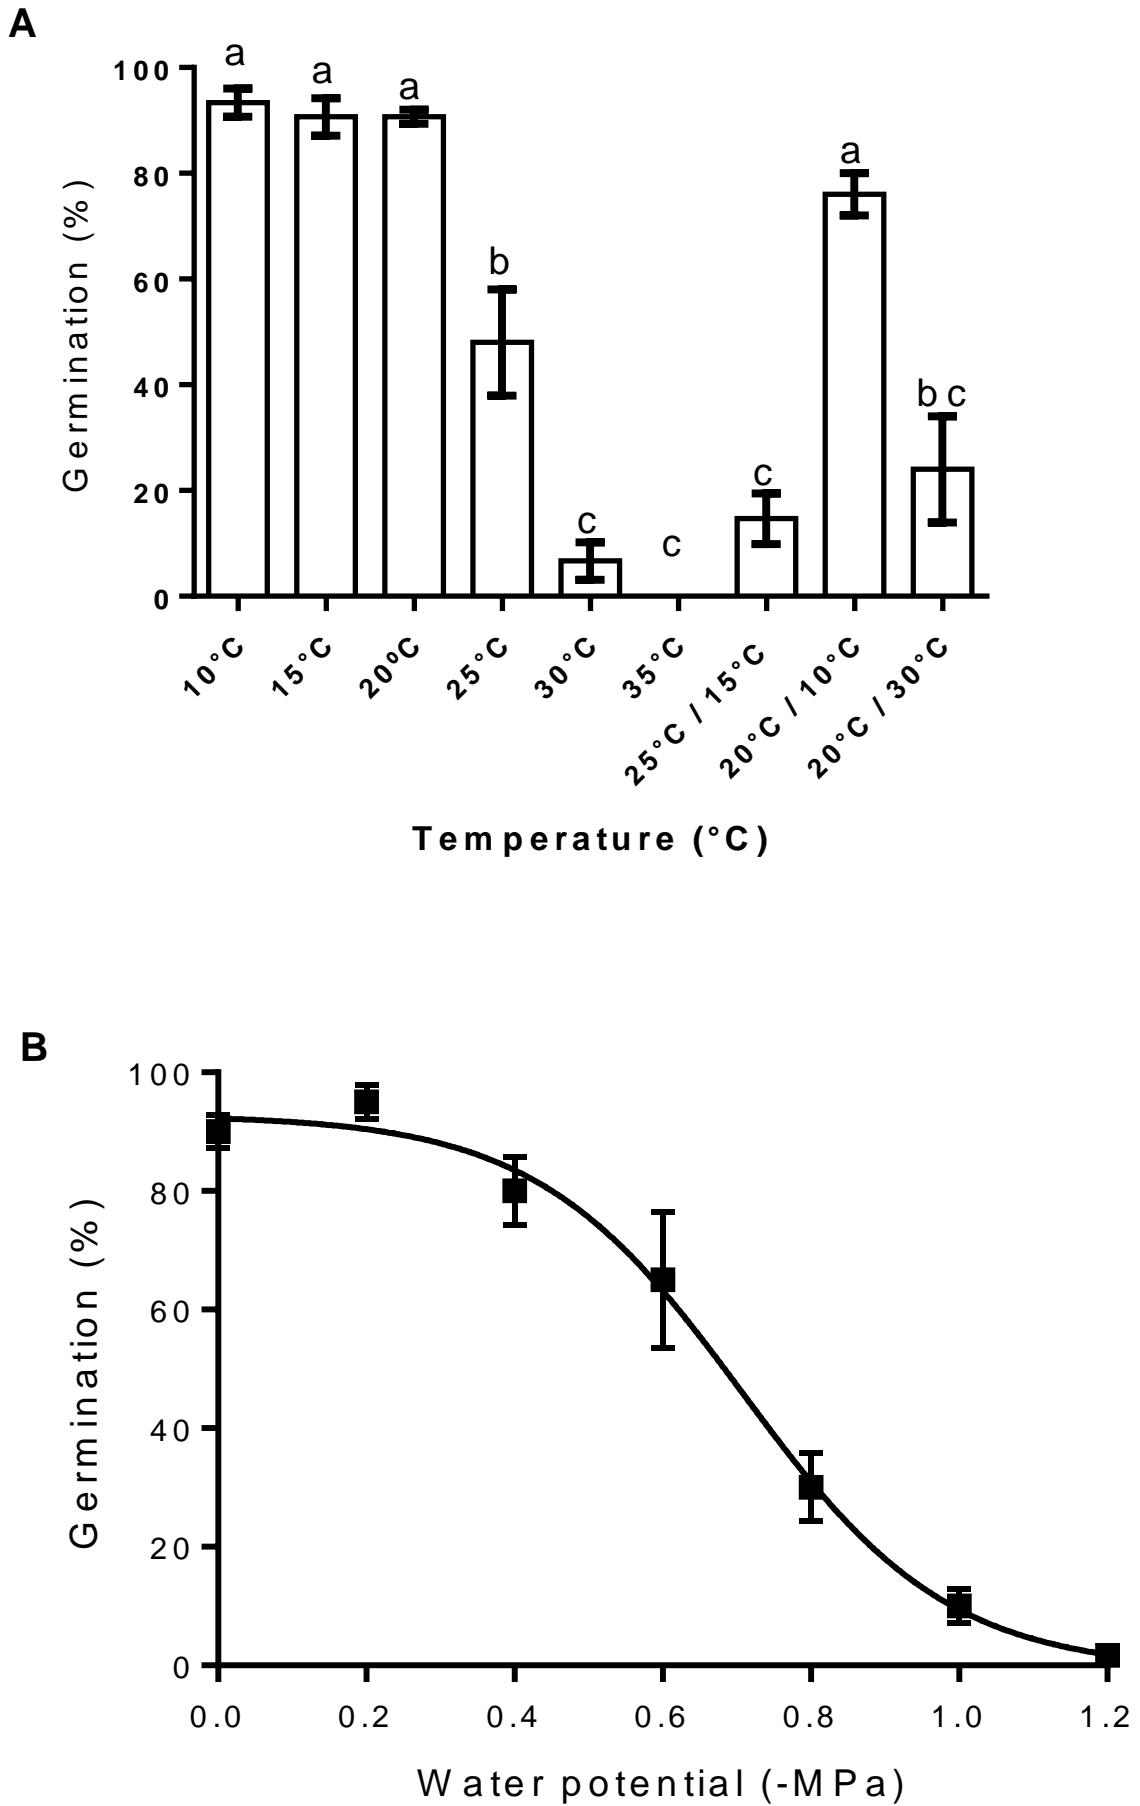 A
a
a
a
a
b
b c
c
c
c
100
80
60
40
20
0
Germination (%)
10°C
15°C
20ºC
25°C
30°C
35°C
25°C / 15°C
20°C / 10°C
20°C / 30°C
Temperature (°C)
B
100
80
60
40
20
0
Germination (%)
0.0
0.2
0.4
0.6
0.8
1.0
1.2
Water potential (-MPa)